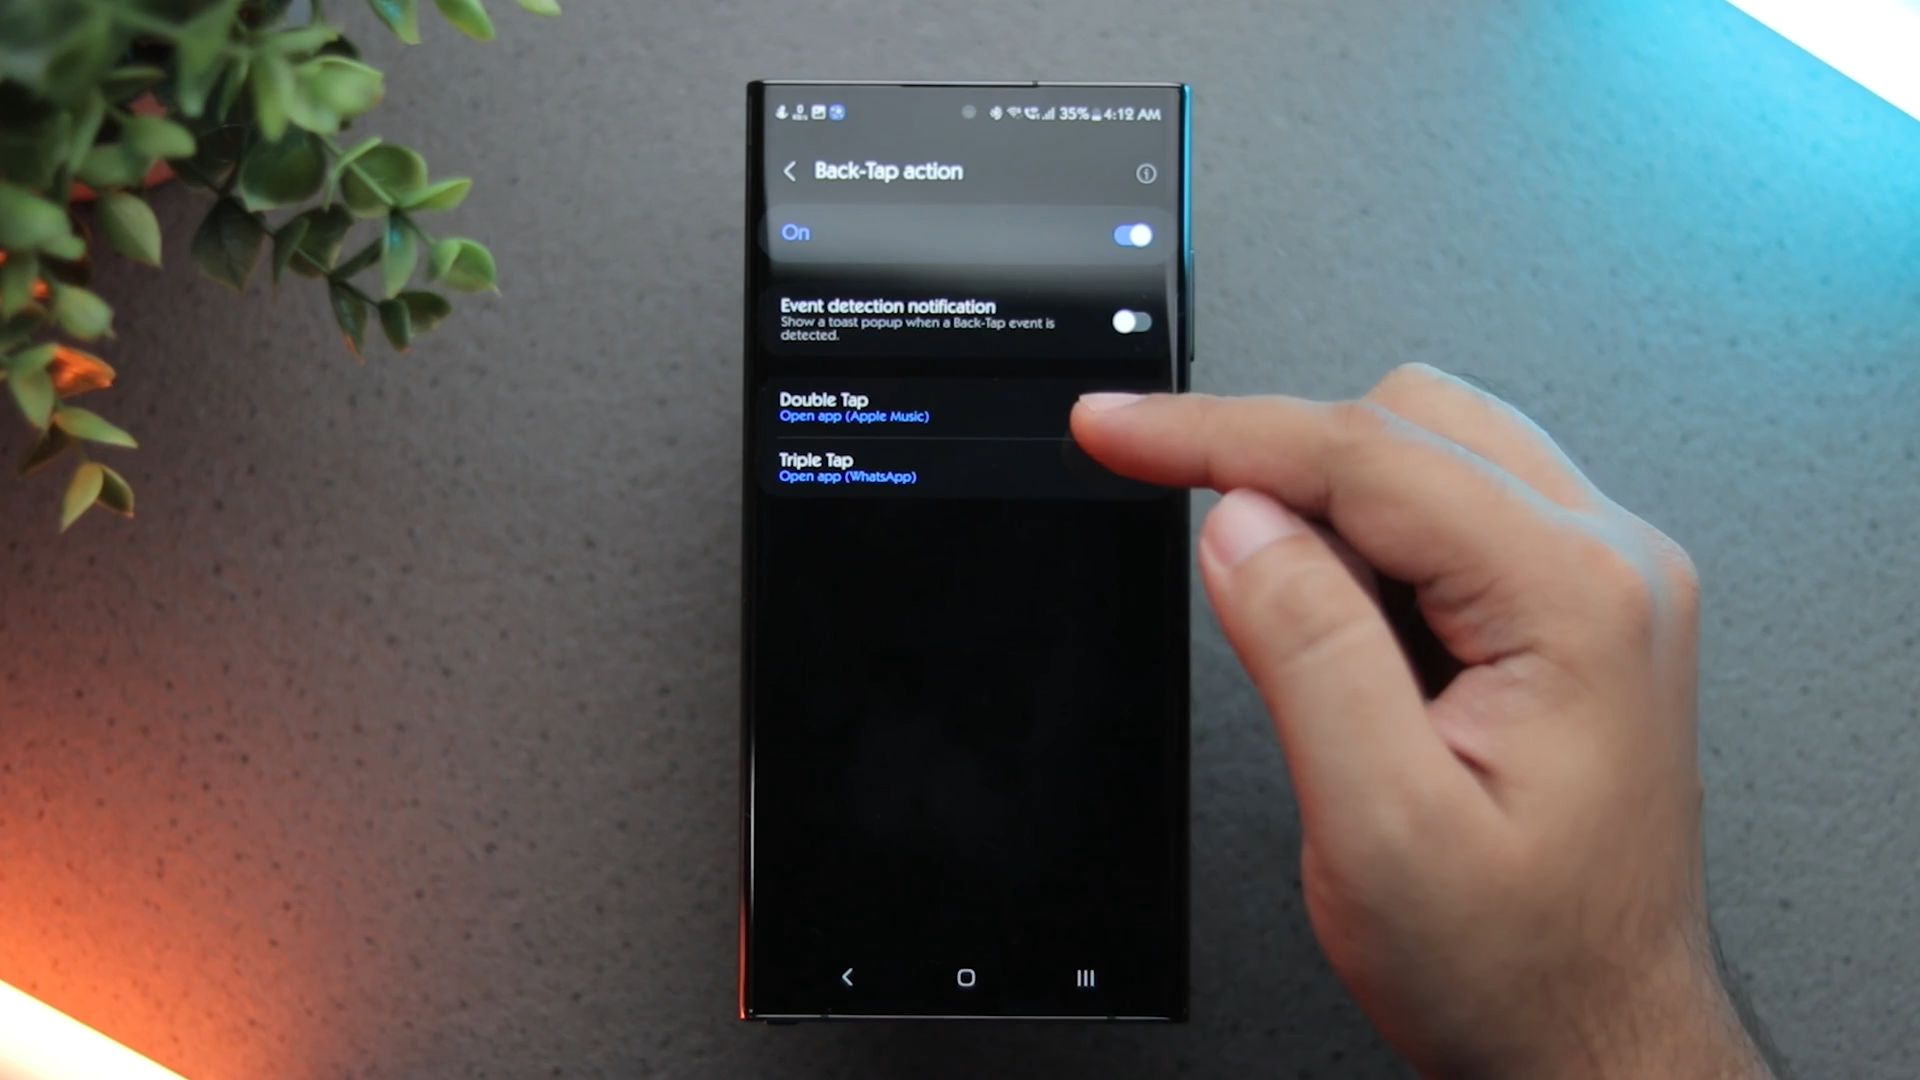 35% 4:12 AM
Back-Tap action
On
Event detection notification
Show a toast popup when a Back-Tap event is
detected.
Double Tap
Open app (Apple Music)
Triple Tap
Open app (WhatsApp)